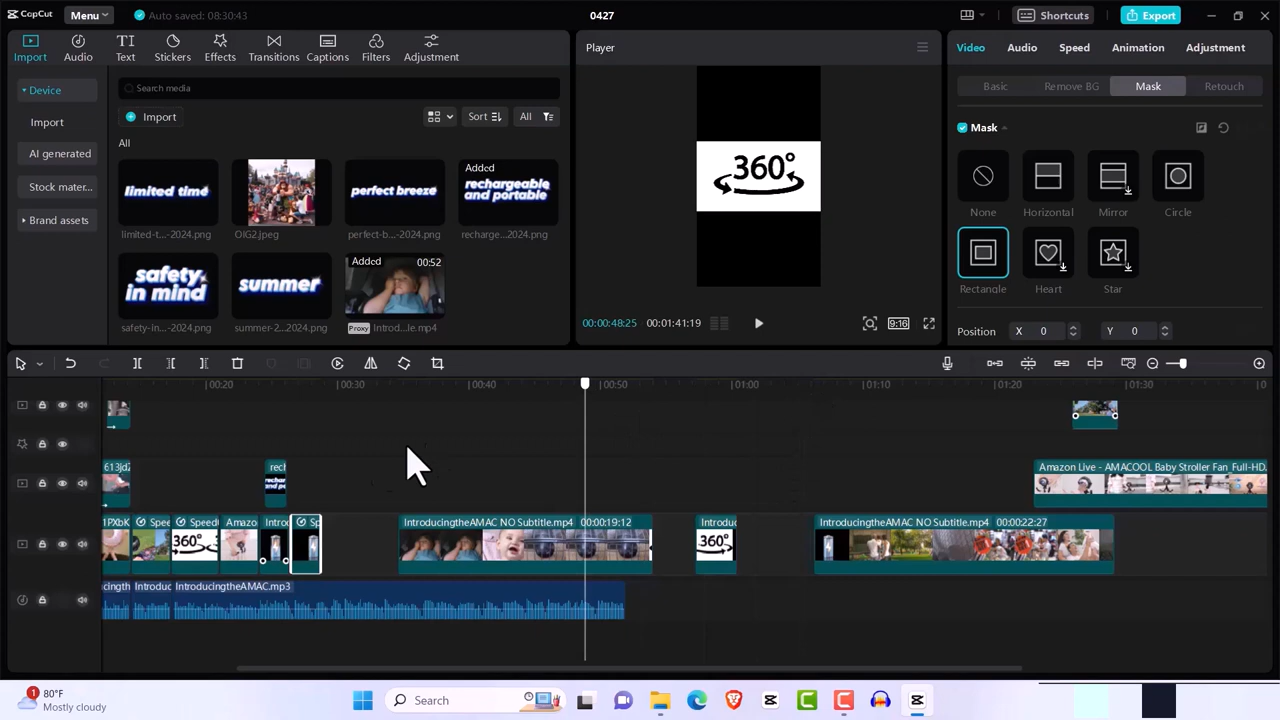 CapCut
Menu
Auto saved: 08:30:43
0427
Shortcuts
Export
Import
Audio
Text
Stickers
Effects
Transitions
Captions
Filters
Adjustment
Device
Import
AI generated
Stock mater...
Brand assets
Search media
Import
Sort
All
All
limited time
limited-t...-2024.png
OIG2.jpeg
perfect breeze
perfect-b...-2024.png
Added
rechargeable
and portable
recharge...2024.png
safety
in mind
safety-in...-2024.png
summer
summer-2...024.png
Added
00:52
Proxy
Introd...le.mp4
Player
360°
00:00:48:25
00:01:41:19
9:16
Video
Audio
Speed
Animation
Adjustment
Basic
Remove BG
Mask
Retouch
Mask
None
Horizontal
Mirror
Circle
Rectangle
Heart
Star
Position
X
0
Y
0
00:20
00:30
00:40
00:50
01:00
01:10
01:20
01:30
613jdZ
rech
Amazon Live - AMACOOL Baby Stroller Fan_Full-HD.
1PXbK
Spee
Speed
Amazo
Introd
Sp
IntroducingtheAMAC NO Subtitle.mp4
00:00:19:12
Introduc
360°
IntroducingtheAMAC NO Subtitle.mp4
00:00:22:27
cingth
Introduc
IntroducingtheAMAC.mp3
1
80°F
Mostly cloudy
Search